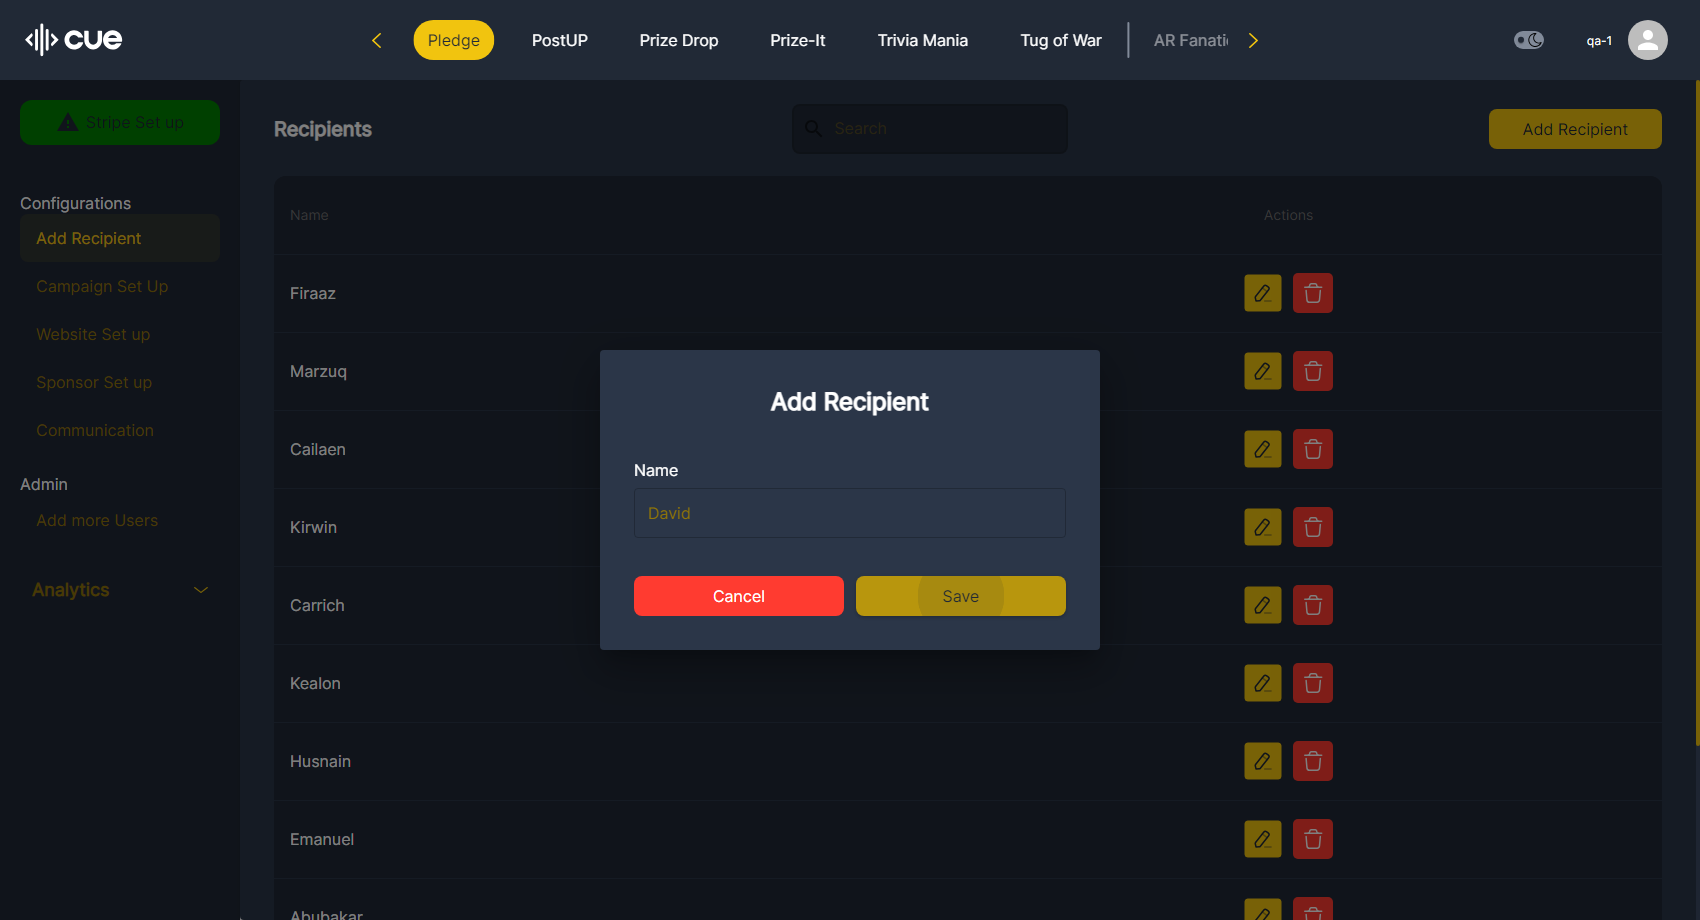 cue
Pledge
PostUP
Prize Drop
Prize-It
Trivia Mania
Tug of War
AR Fanati
qa-1
Stripe Set up
Configurations
Add Recipient
Campaign Set Up
Website Set up
Sponsor Set up
Communication
Admin
Add more Users
Analytics
Recipients
Search
Add Recipient
Name
Actions
Firaaz
Marzuq
Cailaen
Kirwin
Carrich
Kealon
Husnain
Emanuel
Abubakar
Add Recipient
Name
David
Cancel
Save